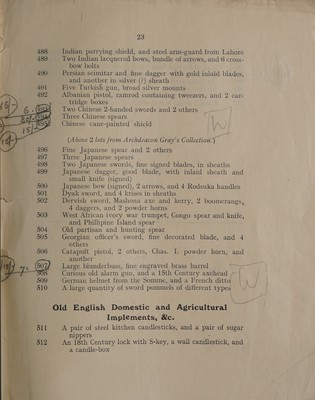 23
488 Indian parrying shield, and steel arm-guard from Lahore
489 Two Indian lacquered bows, bundle of arrows, and 6 cross-
bow bolts
490 Persian scimitar and fine dagger with gold inlaid blades,
and another in silver (?) sheath
491 Five Turkish gun, broad silver mounts
492 Albanian pistol, ramrod containing tweezers, and 2 car-
tridge boxes
Two Chinese 2-handed swords and 2 others
Three Chinese spears
Chinese cane-painted shield
W
(Above 2 lots from Archdeacon Gray's Collection.)
496 Fine Japanese spear and 2 others
497 Three Japanese spears
498 Two Japanese swords, fine signed blades, in sheaths
499 Japanese dagger, good blade, with inlaid sheath and
small knife (signed)
500 Japanese bow (signed), 2 arrows, and 4 Rodsuka handles
501 Dyak sword, and 4 krises in sheaths
502 Dervish sword, Mashona axe and kerry, 2 boomerangs,
4 daggers, and 2 powder horns
503 West African ivory war trumpet, Congo spear and knife,
and Phillipine Island spear
504 Old partisan and hunting spear
505 Georgian officer's sword, fine decorated blade, and 4
others
506 Catapult pistol, 2 others, Chas. I. powder horn, and
another
507 Large blunderbuss, fine engraved brass barrel
508 Curious old alarm gun, and a 18th Century axehead
509 German helmet from the Somme, and a French ditto
510 A large quantity of sword pommels of different types
W
Old English Domestic and Agricultural
Implements, &c.
511 A pair of steel kitchen candlesticks, and a pair of sugar
nippers
512 An 18th Century lock with S-key, a wall candlestick, and
a candle-box